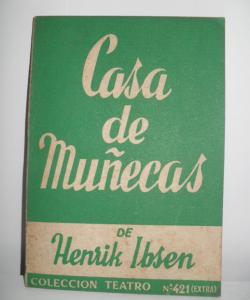 Casa
de
Muñecas
DE
Henrik Ibsen
COLECCION TEATRO Nº 421 (EXTRA)